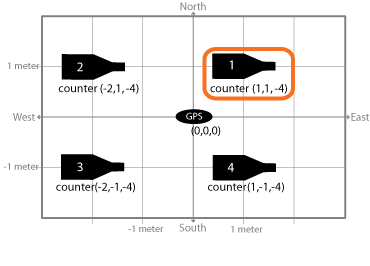 North
1 meter
2
1
counter (-2,1,-4)
counter (1,1,-4)
West
GPS
East
(0,0,0)
-1 meter
3
4
counter(-2,-1,-4)
counter(1,-1,-4)
-1 meter
South
1 meter